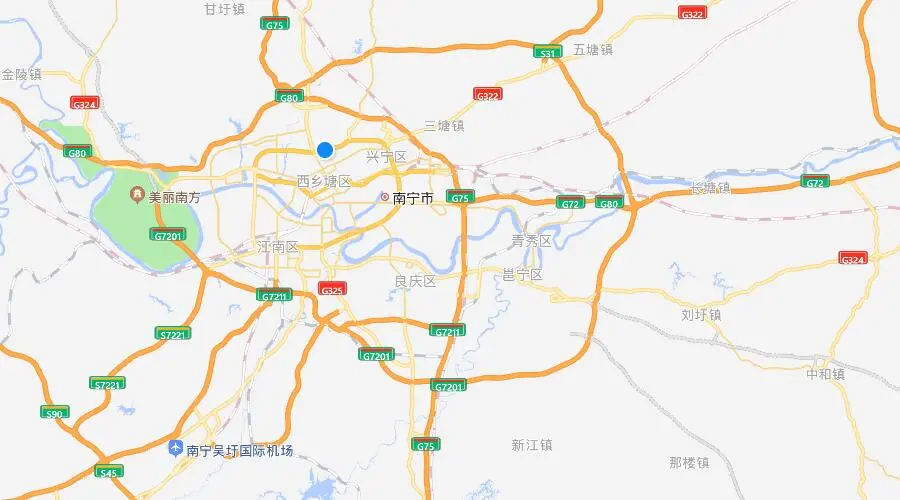 甘圩镇
G322
G75
五塘镇
S31
金陵镇
G324
G80
G322
三塘镇
G80
兴宁区
西乡塘区
G72
长塘镇
美丽南方
南宁市
G75
G72
G80
G7201
江南区
青秀区
G324
良庆区
邕宁区
G7211
G325
刘圩镇
S7221
G7211
G7201
中和镇
S7221
G7201
S90
G75
新江镇
南宁吴圩国际机场
那楼镇
S45